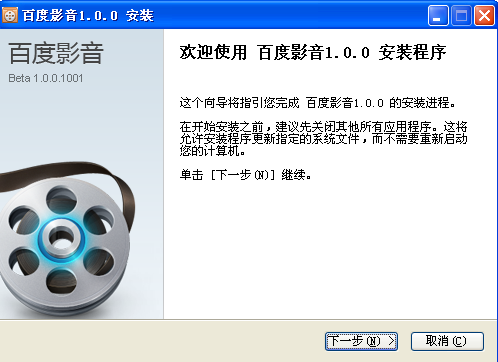 百度影音1.0.0 安装
百度影音
Beta 1.0.0.1001
欢迎使用 百度影音1.0.0 安装程序
这个向导将指引您完成 百度影音1.0.0 的安装进程。
在开始安装之前，建议先关闭其他所有应用程序。这将
允许安装程序更新指定的系统文件，而不需要重新启动
您的计算机。
单击 [下一步(N)] 继续。
下一步(N) >
取消(C)